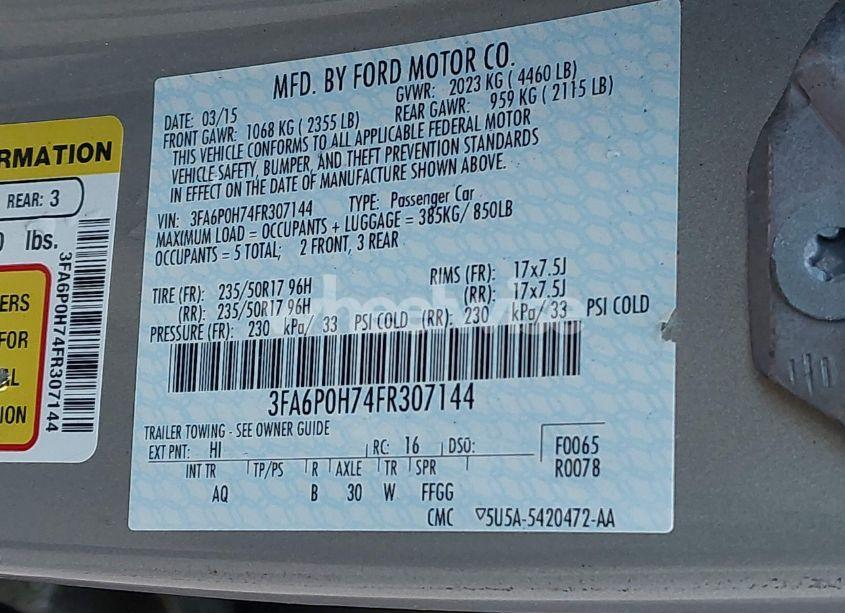 MFD. BY FORD MOTOR CO.
DATE: 03/15 GVWR: 2023 KG ( 4460 LB)
FRONT GAWR: 1068 KG ( 2355 LB) REAR GAWR: 959 KG ( 2115 LB)
THIS VEHICLE CONFORMS TO ALL APPLICABLE FEDERAL MOTOR
VEHICLE SAFETY, BUMPER, AND THEFT PREVENTION STANDARDS
IN EFFECT ON THE DATE OF MANUFACTURE SHOWN ABOVE.
VIN: 3FA6P0H74FR307144 TYPE: Passenger Car
MAXIMUM LOAD = OCCUPANTS + LUGGAGE = 385KG/ 850LB
OCCUPANTS = 5 TOTAL; 2 FRONT, 3 REAR
TIRE (FR): 235/50R17 96H RIMS (FR): 17x7.5J
(RR): 235/50R17 96H (RR): 17x7.5J
PRESSURE (FR): 230 kPa/ 33 PSI COLD (RR): 230 kPa/ 33 PSI COLD
3FA6P0H74FR307144
TRAILER TOWING - SEE OWNER GUIDE
EXT PNT: HI RC: 16 DSO: F0065
R0078
INT TR TP/PS R AXLE TR SPR
AQ B 30 W FFGG
CMC 5U5A-5420472-AA
RMATION
REAR: 3
lbs.
ERS
FOR
L
ION
3FA6P0H74FR307144
wheelwise